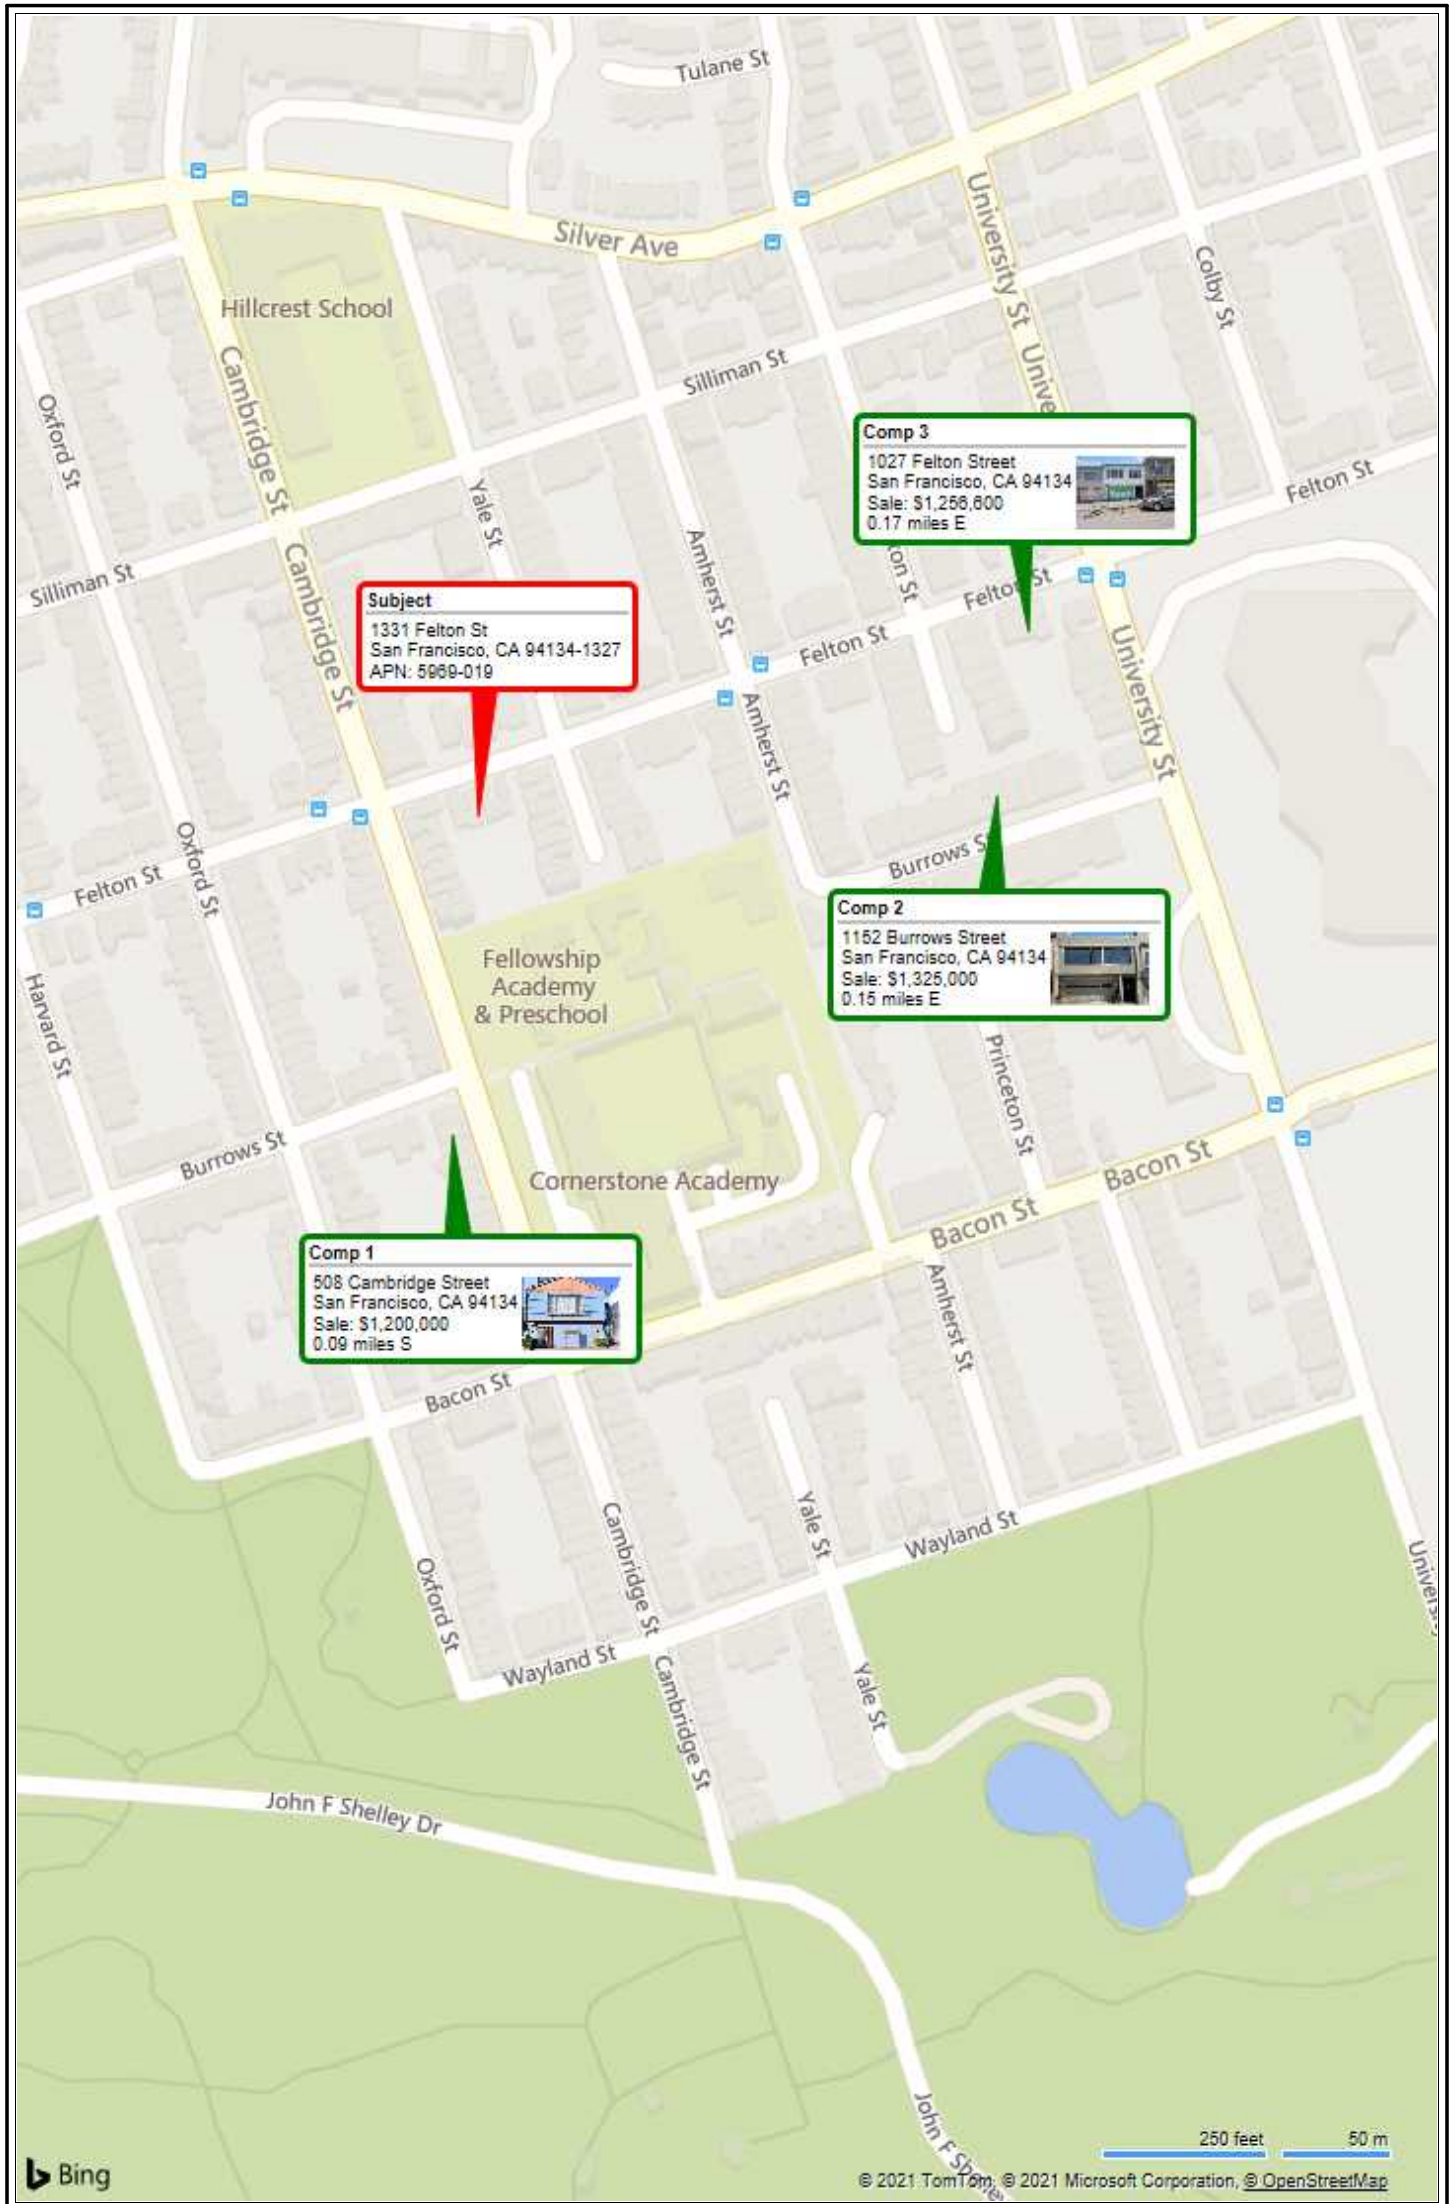 Tulane St
Silver Ave
University St
Colby St
Hillcrest School
Cambridge St
Silliman St
Oxford St
Yale St
Silliman St
Cambridge St
Amherst St
Comp 3
1027 Felton Street
San Francisco, CA 94134
Sale: $1,256,600
0.17 miles E
Felton St
Subject
1331 Felton St
San Francisco, CA 94134-1327
APN: 5969-019
Felton St
Felton St
University St
Amherst St
Felton St
Oxford St
Burrows St
Harvard St
Comp 2
1152 Burrows Street
San Francisco, CA 94134
Sale: $1,325,000
0.15 miles E
Fellowship
Academy
& Preschool
Princeton St
Burrows St
Cornerstone Academy
Bacon St
Bacon St
Comp 1
508 Cambridge Street
San Francisco, CA 94134
Sale: $1,200,000
0.09 miles S
Amherst St
Bacon St
Yale St
Cambridge St
Oxford St
Wayland St
Wayland St
Cambridge St
Yale St
John F Shelley Dr
250 feet
50 m
Bing
© 2021 TomTom, © 2021 Microsoft Corporation, © OpenStreetMap